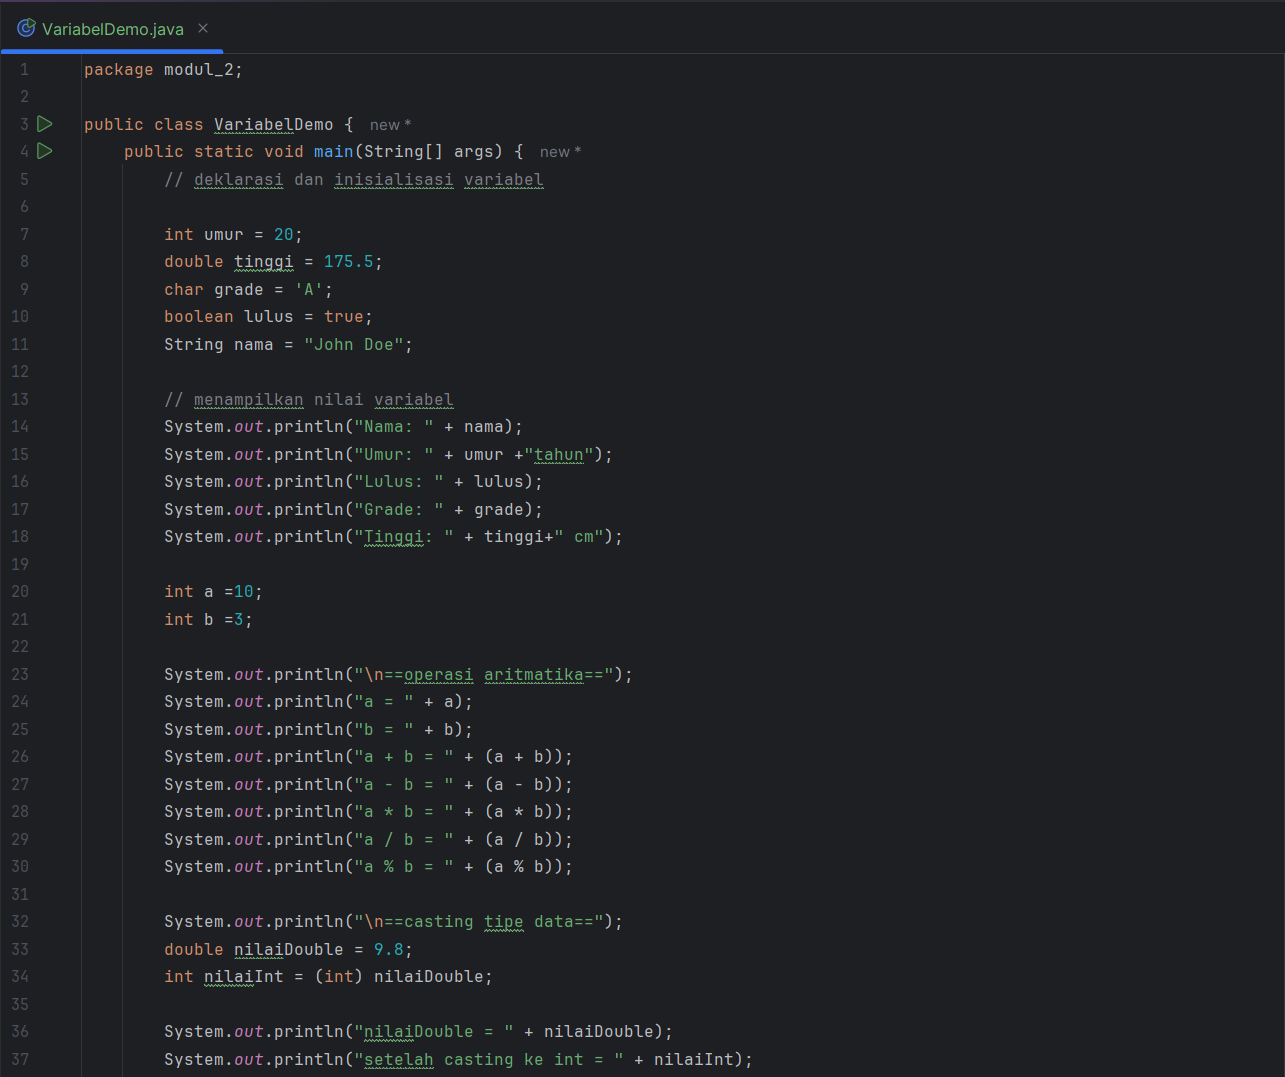 VariabelDemo.java
1 package modul_2;
2
3 public class VariabelDemo {  new *
4     public static void main(String[] args) {  new *
5         // deklarasi dan inisialisasi variabel
6
7         int umur = 20;
8         double tinggi = 175.5;
9         char grade = 'A';
10         boolean lulus = true;
11         String nama = "John Doe";
12
13         // menampilkan nilai variabel
14         System.out.println("Nama: " + nama);
15         System.out.println("Umur: " + umur +"tahun");
16         System.out.println("Lulus: " + lulus);
17         System.out.println("Grade: " + grade);
18         System.out.println("Tinggi: " + tinggi+" cm");
19
20         int a =10;
21         int b =3;
22
23         System.out.println("\n==operasi aritmatika==");
24         System.out.println("a = " + a);
25         System.out.println("b = " + b);
26         System.out.println("a + b = " + (a + b));
27         System.out.println("a - b = " + (a - b));
28         System.out.println("a * b = " + (a * b));
29         System.out.println("a / b = " + (a / b));
30         System.out.println("a % b = " + (a % b));
31
32         System.out.println("\n==casting tipe data==");
33         double nilaiDouble = 9.8;
34         int nilaiInt = (int) nilaiDouble;
35
36         System.out.println("nilaiDouble = " + nilaiDouble);
37         System.out.println("setelah casting ke int = " + nilaiInt);